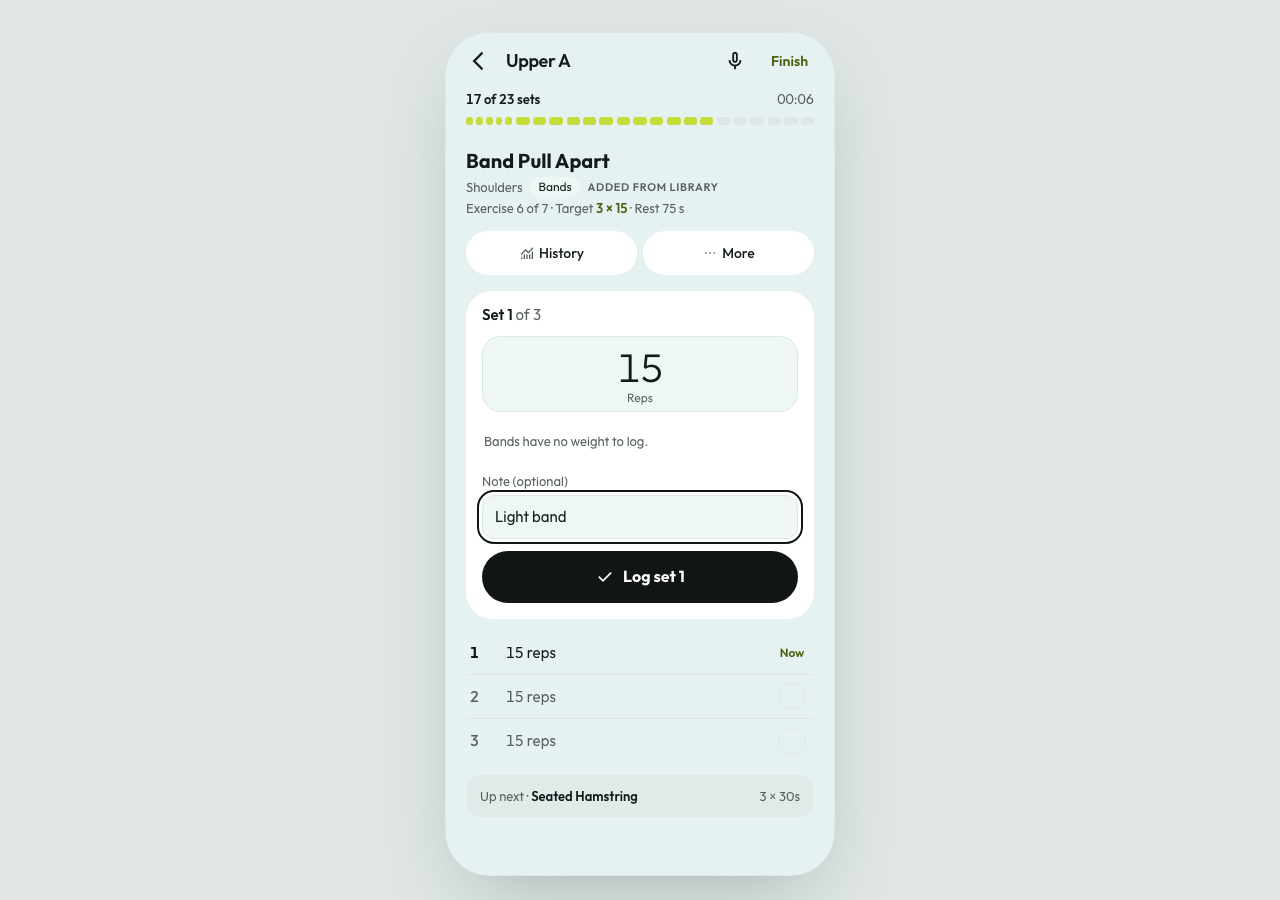 Upper A
Finish
17 of 23 sets 00:06
Band Pull Apart
Shoulders Bands ADDED FROM LIBRARY
Exercise 6 of 7 · Target 3 × 15 · Rest 75 s
History
More
Set 1 of 3
15
Reps
Bands have no weight to log.
Note (optional)
Light band
Log set 1
1 15 reps Now
2 15 reps
3 15 reps
Up next · Seated Hamstring 3 × 30s